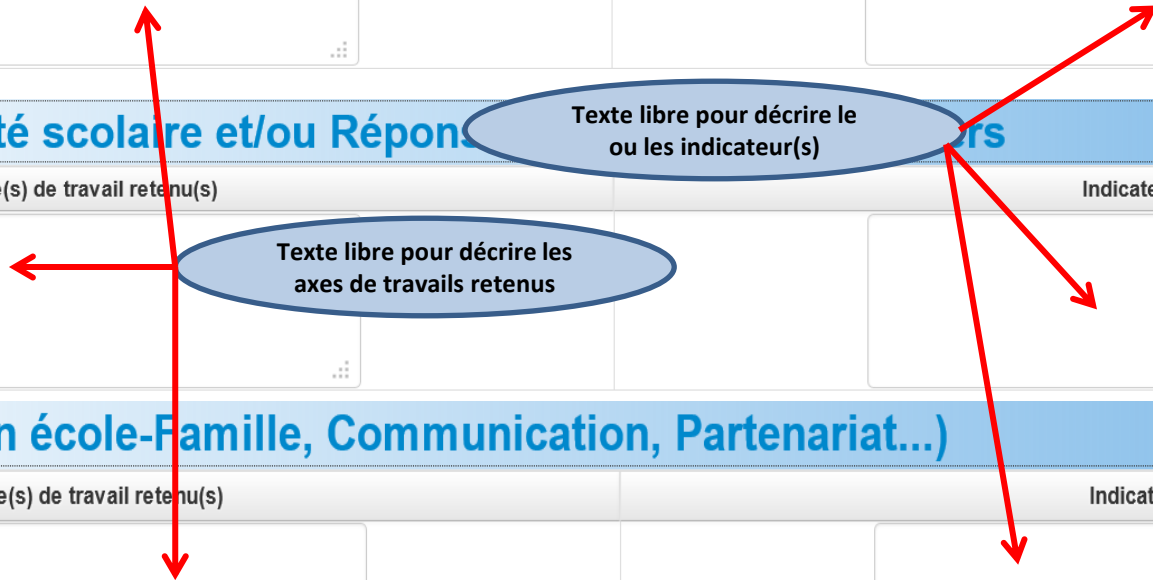 té scolaire et/ou Répons
ers
Texte libre pour décrire le
ou les indicateur(s)
e(s) de travail retenu(s)
Indicate
Texte libre pour décrire les
axes de travails retenus
n école-Famille, Communication, Partenariat...)
e(s) de travail retenu(s)
Indicat